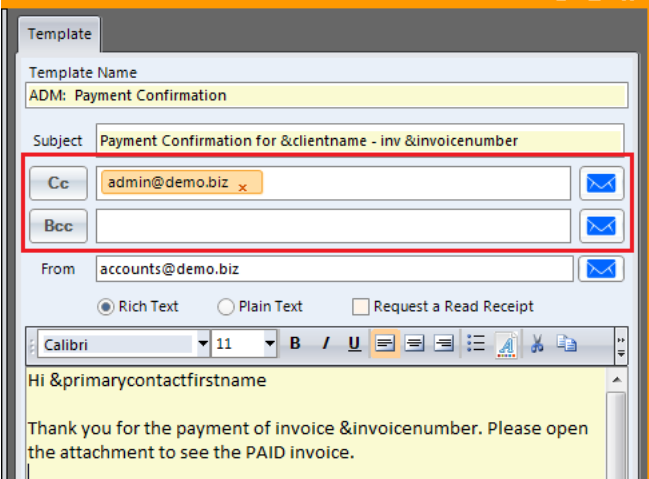 Template
Template Name
ADM:  Payment Confirmation
Subject Payment Confirmation for &clientname - inv &invoicenumber
Cc admin@demo.biz x
Bcc
From accounts@demo.biz
Rich Text Plain Text Request a Read Receipt
Calibri 11 B I U A
Hi &primarycontactfirstname
Thank you for the payment of invoice &invoicenumber. Please open
the attachment to see the PAID invoice.